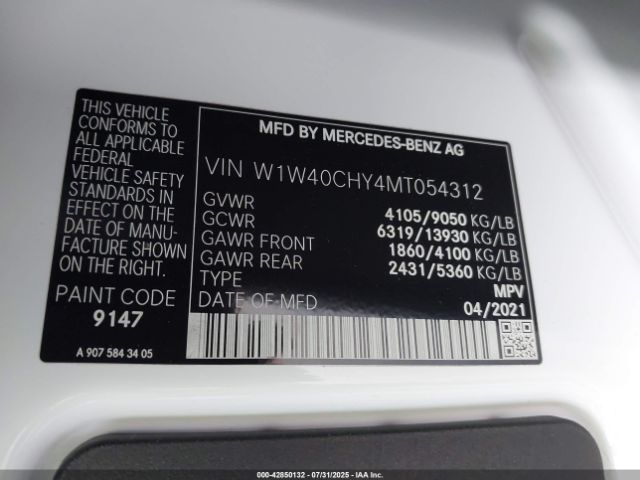 THIS VEHICLE
CONFORMS TO
ALL APPLICABLE
FEDERAL
VEHICLE SAFETY
STANDARDS IN
EFFECT ON THE
DATE OF MANU-
FACTURE SHOWN
ON THE RIGHT.
PAINT CODE
9147
A 907 584 34 05
MFD BY MERCEDES-BENZ AG
VIN W1W40CHY4MT054312
GVWR 4105/9050 KG/LB
GCWR 6319/13930 KG/LB
GAWR FRONT 1860/4100 KG/LB
GAWR REAR 2431/5360 KG/LB
TYPE MPV
DATE OF MFD 04/2021
000-42850132 - 07/31/2025 - IAAI.COM